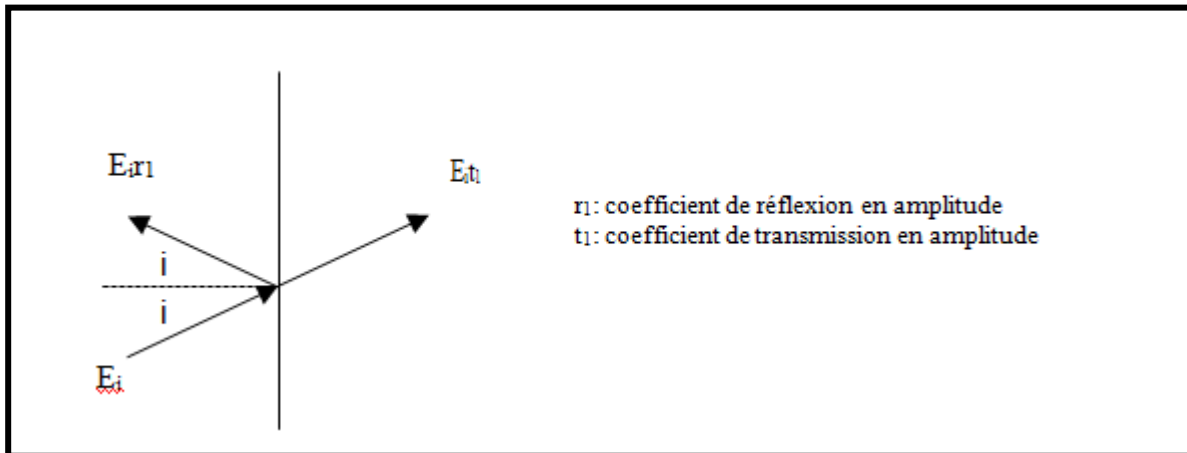 Eir1
Eit1
r1: coefficient de réflexion en amplitude
t1: coefficient de transmission en amplitude
i
i
Ei